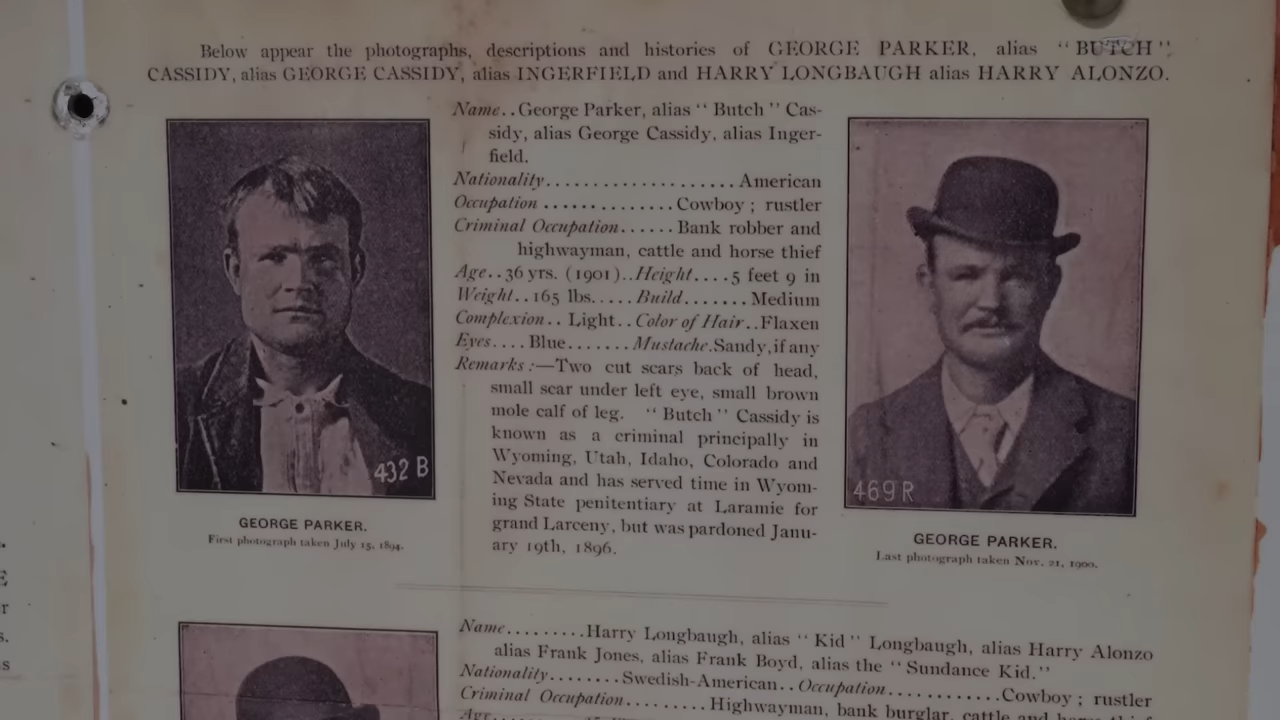 Below appear the photographs, descriptions and histories of GEORGE PARKER, alias “BUTCH”
CASSIDY, alias GEORGE CASSIDY, alias INGERFIELD and HARRY LONGBAUGH alias HARRY ALONZO.
Name..George Parker, alias “Butch” Cas-
sidy, alias George Cassidy, alias Inger-
field.
Nationality...................American
Occupation..............Cowboy; rustler
Criminal Occupation......Bank robber and
highwayman, cattle and horse thief
Age..36 yrs. (1901)..Height....5 feet 9 in
Weight..165 lbs.....Build.......Medium
Complexion..Light..Color of Hair..Flaxen
Eyes....Blue.......Mustache.Sandy, if any
Remarks:—Two cut scars back of head,
small scar under left eye, small brown
mole calf of leg. “Butch” Cassidy is
known as a criminal principally in
Wyoming, Utah, Idaho, Colorado and
Nevada and has served time in Wyom-
ing State penitentiary at Laramie for
grand Larceny, but was pardoned Janu-
ary 19th, 1896.
432 B
GEORGE PARKER.
First photograph taken July 15, 1894.
469 R
GEORGE PARKER.
Last photograph taken Nov. 21, 1900.
Name.........Harry Longbaugh, alias “Kid” Longbaugh, alias Harry Alonzo
alias Frank Jones, alias Frank Boyd, alias the “Sundance Kid.”
Nationality........Swedish-American..Occupation............Cowboy; rustler
Criminal Occupation.........Highwayman, bank burglar, cattle and horse thief
Age